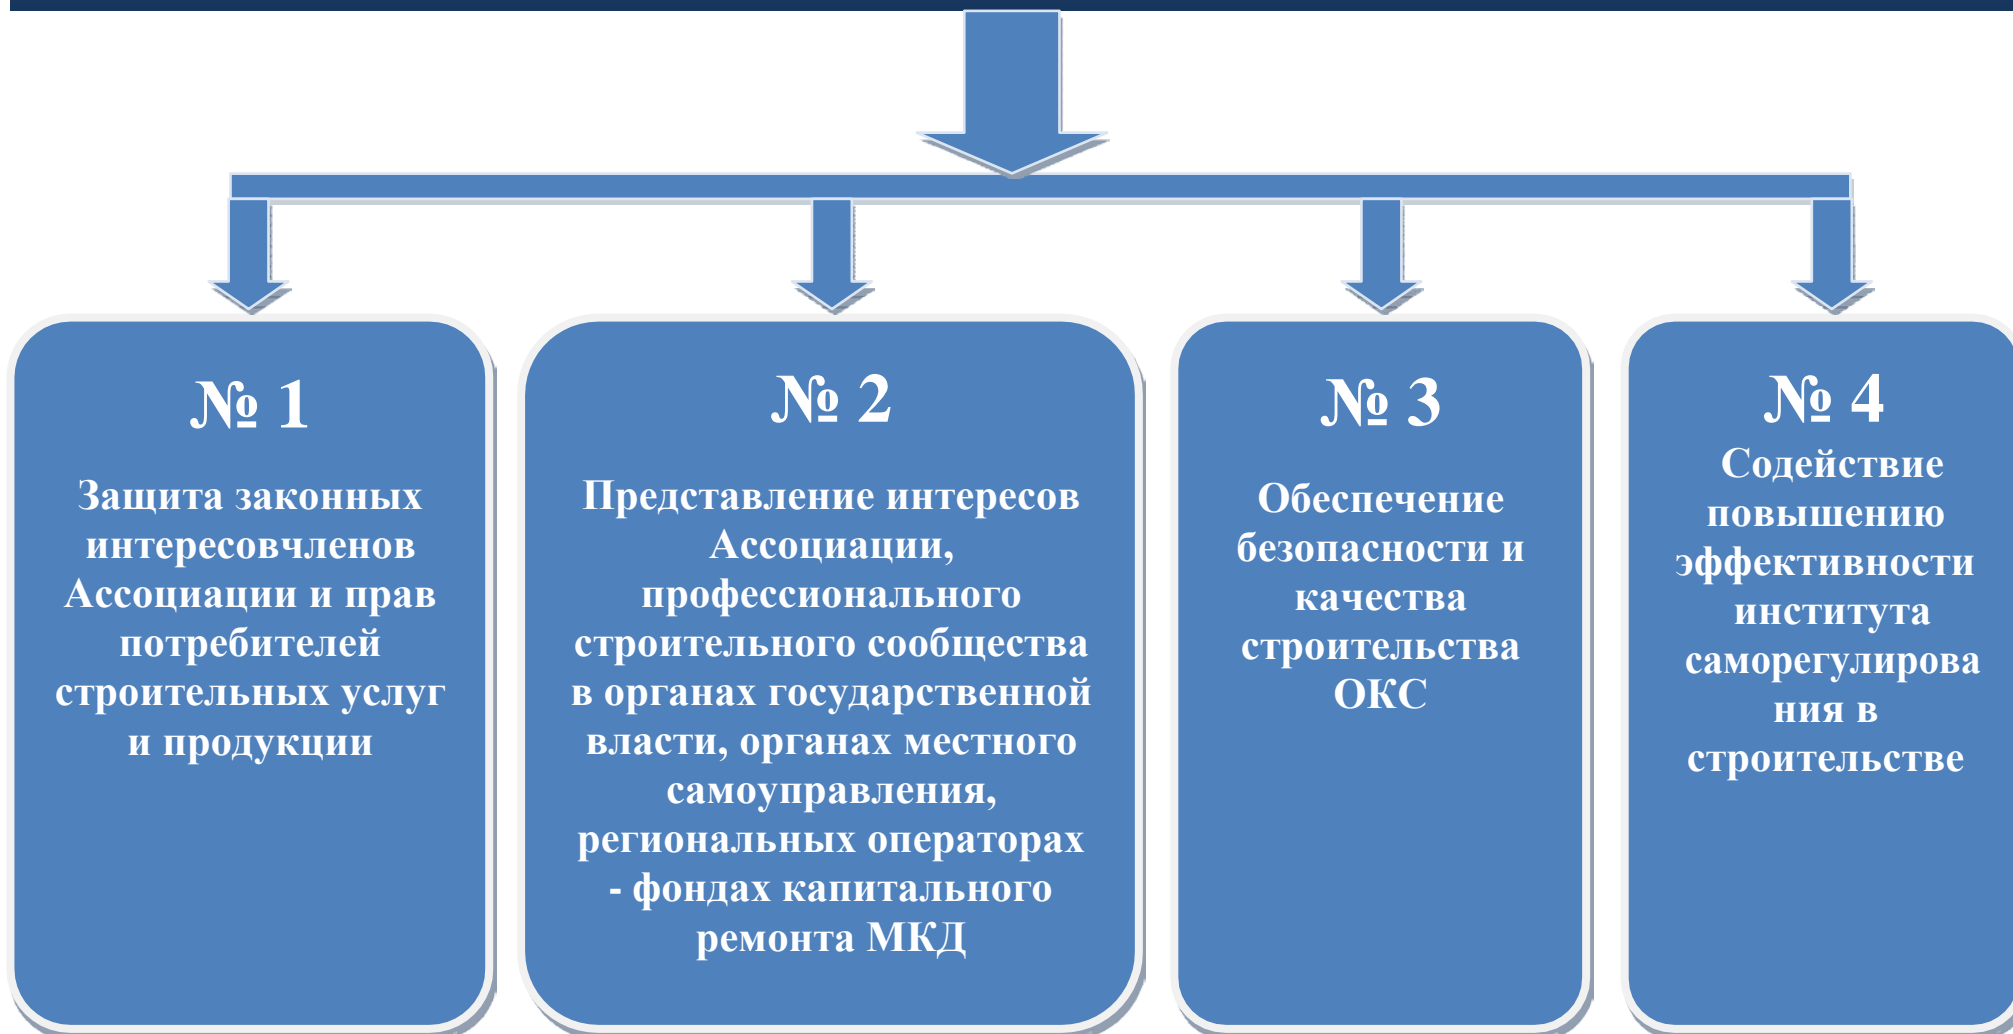 № 1
Защита законных
интересовчленов
Ассоциации и прав
потребителей
строительных услуг
и продукции
№ 2
Представление интересов
Ассоциации,
профессионального
строительного сообщества
в органах государственной
власти, органах местного
самоуправления,
региональных операторах
- фондах капитального
ремонта МКД
№ 3
Обеспечение
безопасности и
качества
строительства
ОКС
№ 4
Содействие
повышению
эффективности
института
саморегулирова
ния в
строительстве